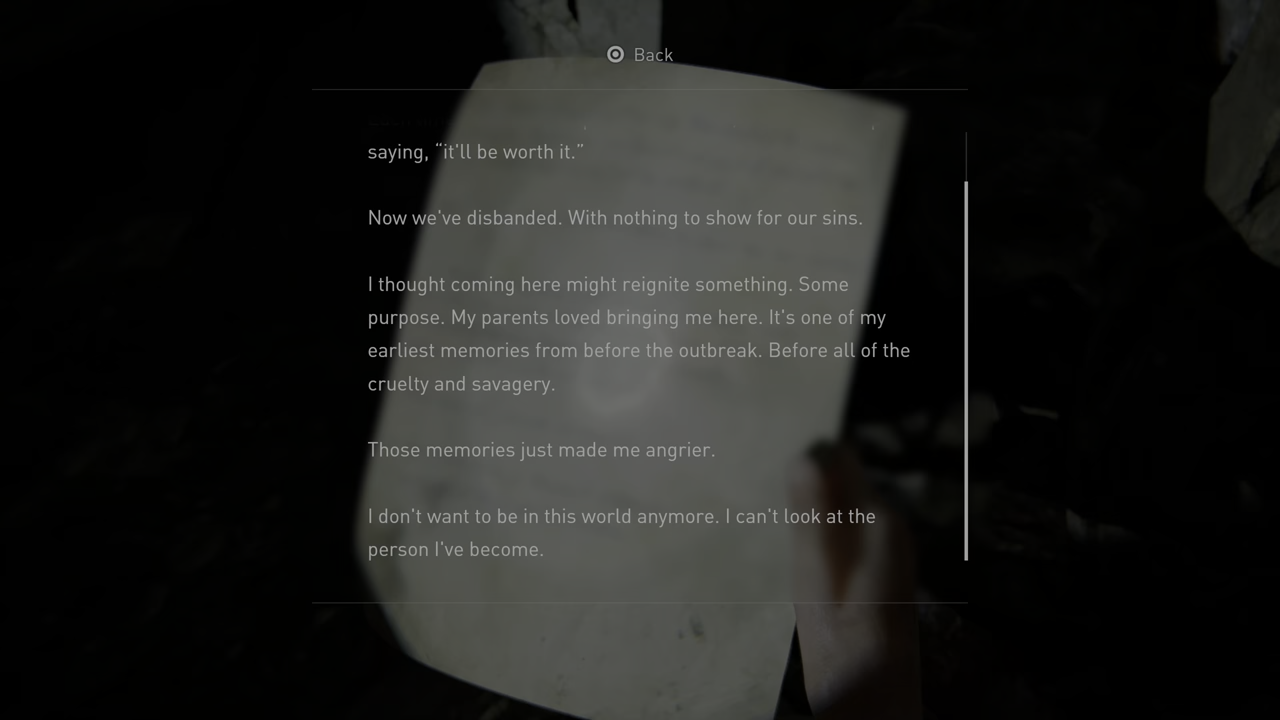 Back
saying, “it'll be worth it.”
Now we've disbanded. With nothing to show for our sins.
I thought coming here might reignite something. Some
purpose. My parents loved bringing me here. It's one of my
earliest memories from before the outbreak. Before all of the
cruelty and savagery.
Those memories just made me angrier.
I don't want to be in this world anymore. I can't look at the
person I've become.